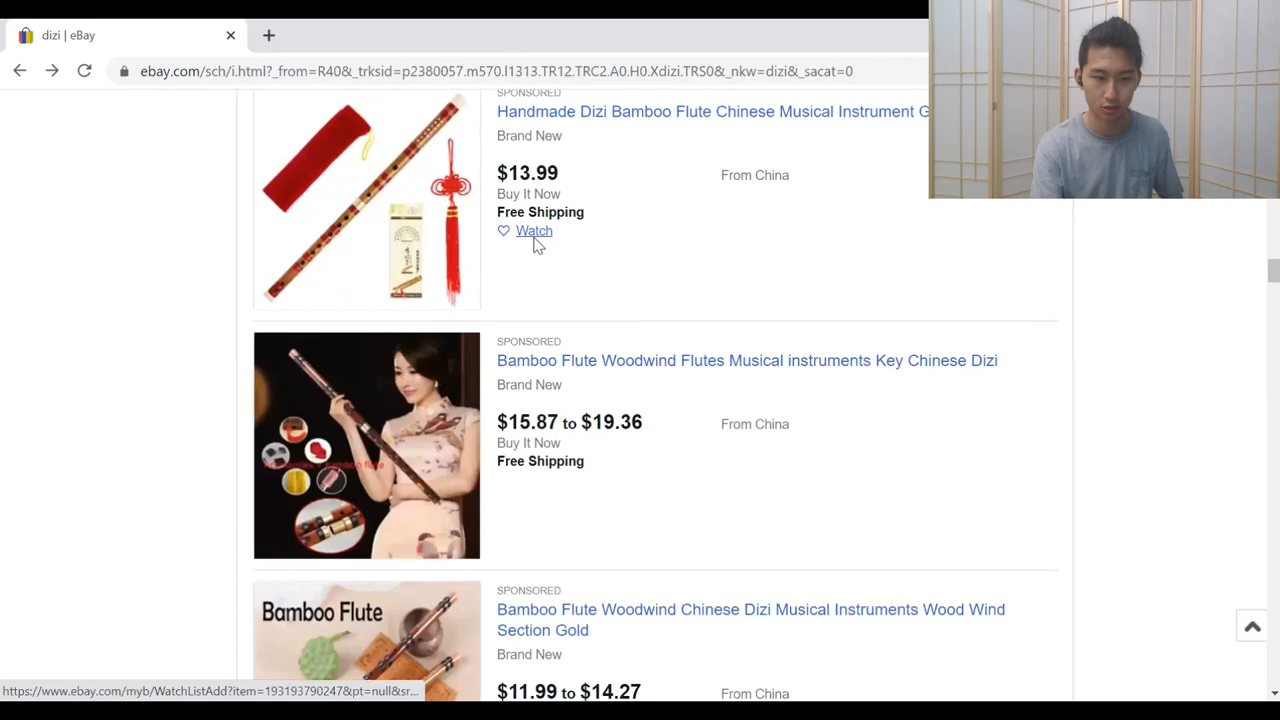 dizi | eBay
ebay.com/sch/i.html?_from=R40&_trksid=p2380057.m570.l1313.TR12.TRC2.A0.H0.Xdizi.TRS0&_nkw=dizi&_sacat=0
SPONSORED
Handmade Dizi Bamboo Flute Chinese Musical Instrument G
Brand New
$13.99
From China
Buy It Now
Free Shipping
Watch
SPONSORED
Bamboo Flute Woodwind Flutes Musical instruments Key Chinese Dizi
Brand New
$15.87 to $19.36
From China
Buy It Now
Free Shipping
SPONSORED
Bamboo Flute Woodwind Chinese Dizi Musical Instruments Wood Wind
Section Gold
Brand New
$11.99 to $14.27
From China
Bamboo Flute
https://www.ebay.com/myb/WatchListAdd?item=193193790247&pt=null&sr...